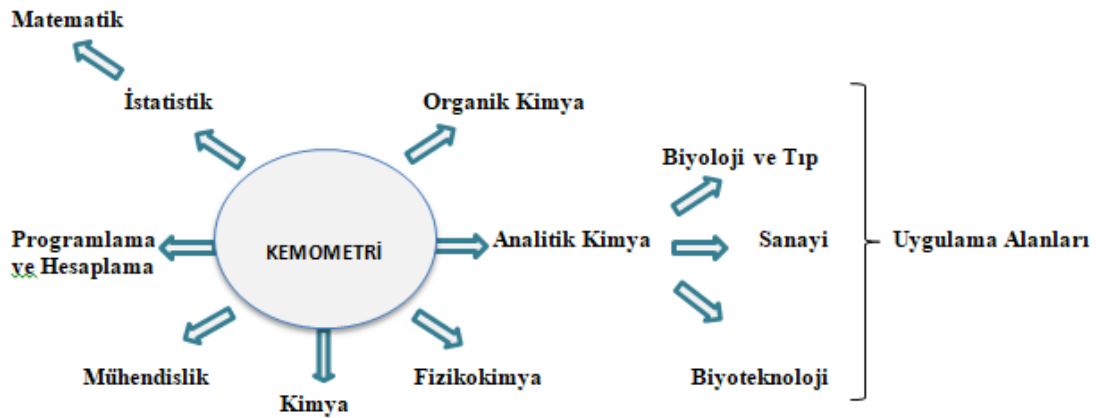 Matematik
İstatistik
Organik Kimya
Biyoloji ve Tıp
Programlama
ve Hesaplama
KEMOMETRİ
Analitik Kimya
Sanayi
Uygulama Alanları
Mühendislik
Kimya
Fizikokimya
Biyoteknoloji